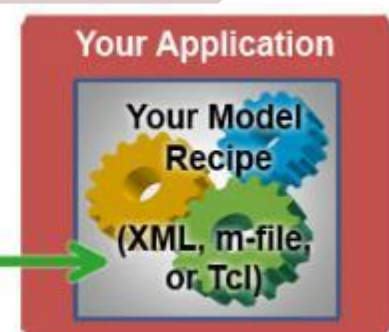 Your Application
Your Model
Recipe
(XML, m-file,
or Tcl)